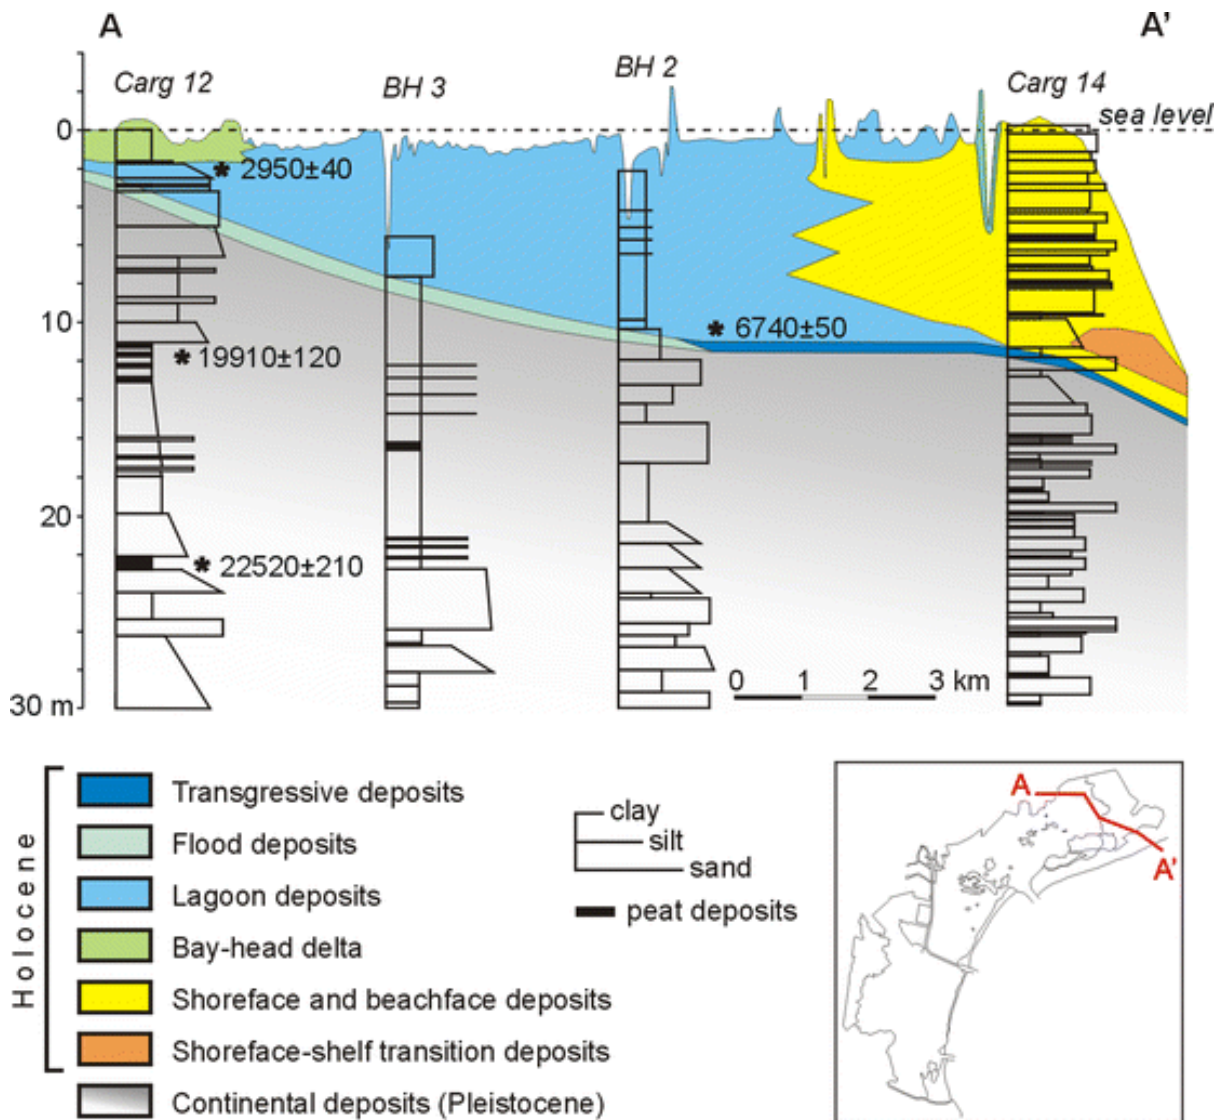 A A'
Carg 12 BH 3 BH 2 Carg 14
sea level
0
2950±40
10
6740±50
19910±120
20
22520±210
0 1 2 3 km
30 m
Holocene
Transgressive deposits
Flood deposits
Lagoon deposits
Bay-head delta
Shoreface and beachface deposits
Shoreface-shelf transition deposits
Continental deposits (Pleistocene)
clay
silt
sand
peat deposits
A
A'